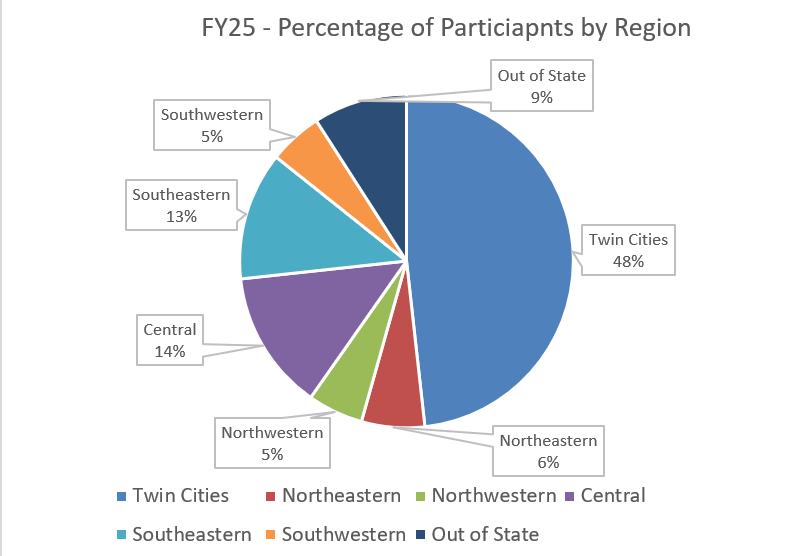 FY25 - Percentage of Particiapnts by Region
Out of State
9%
Southwestern
5%
Southeastern
13%
Twin Cities
48%
Central
14%
Northwestern
5%
Northeastern
6%
Twin Cities Northeastern Northwestern Central
Southeastern Southwestern Out of State